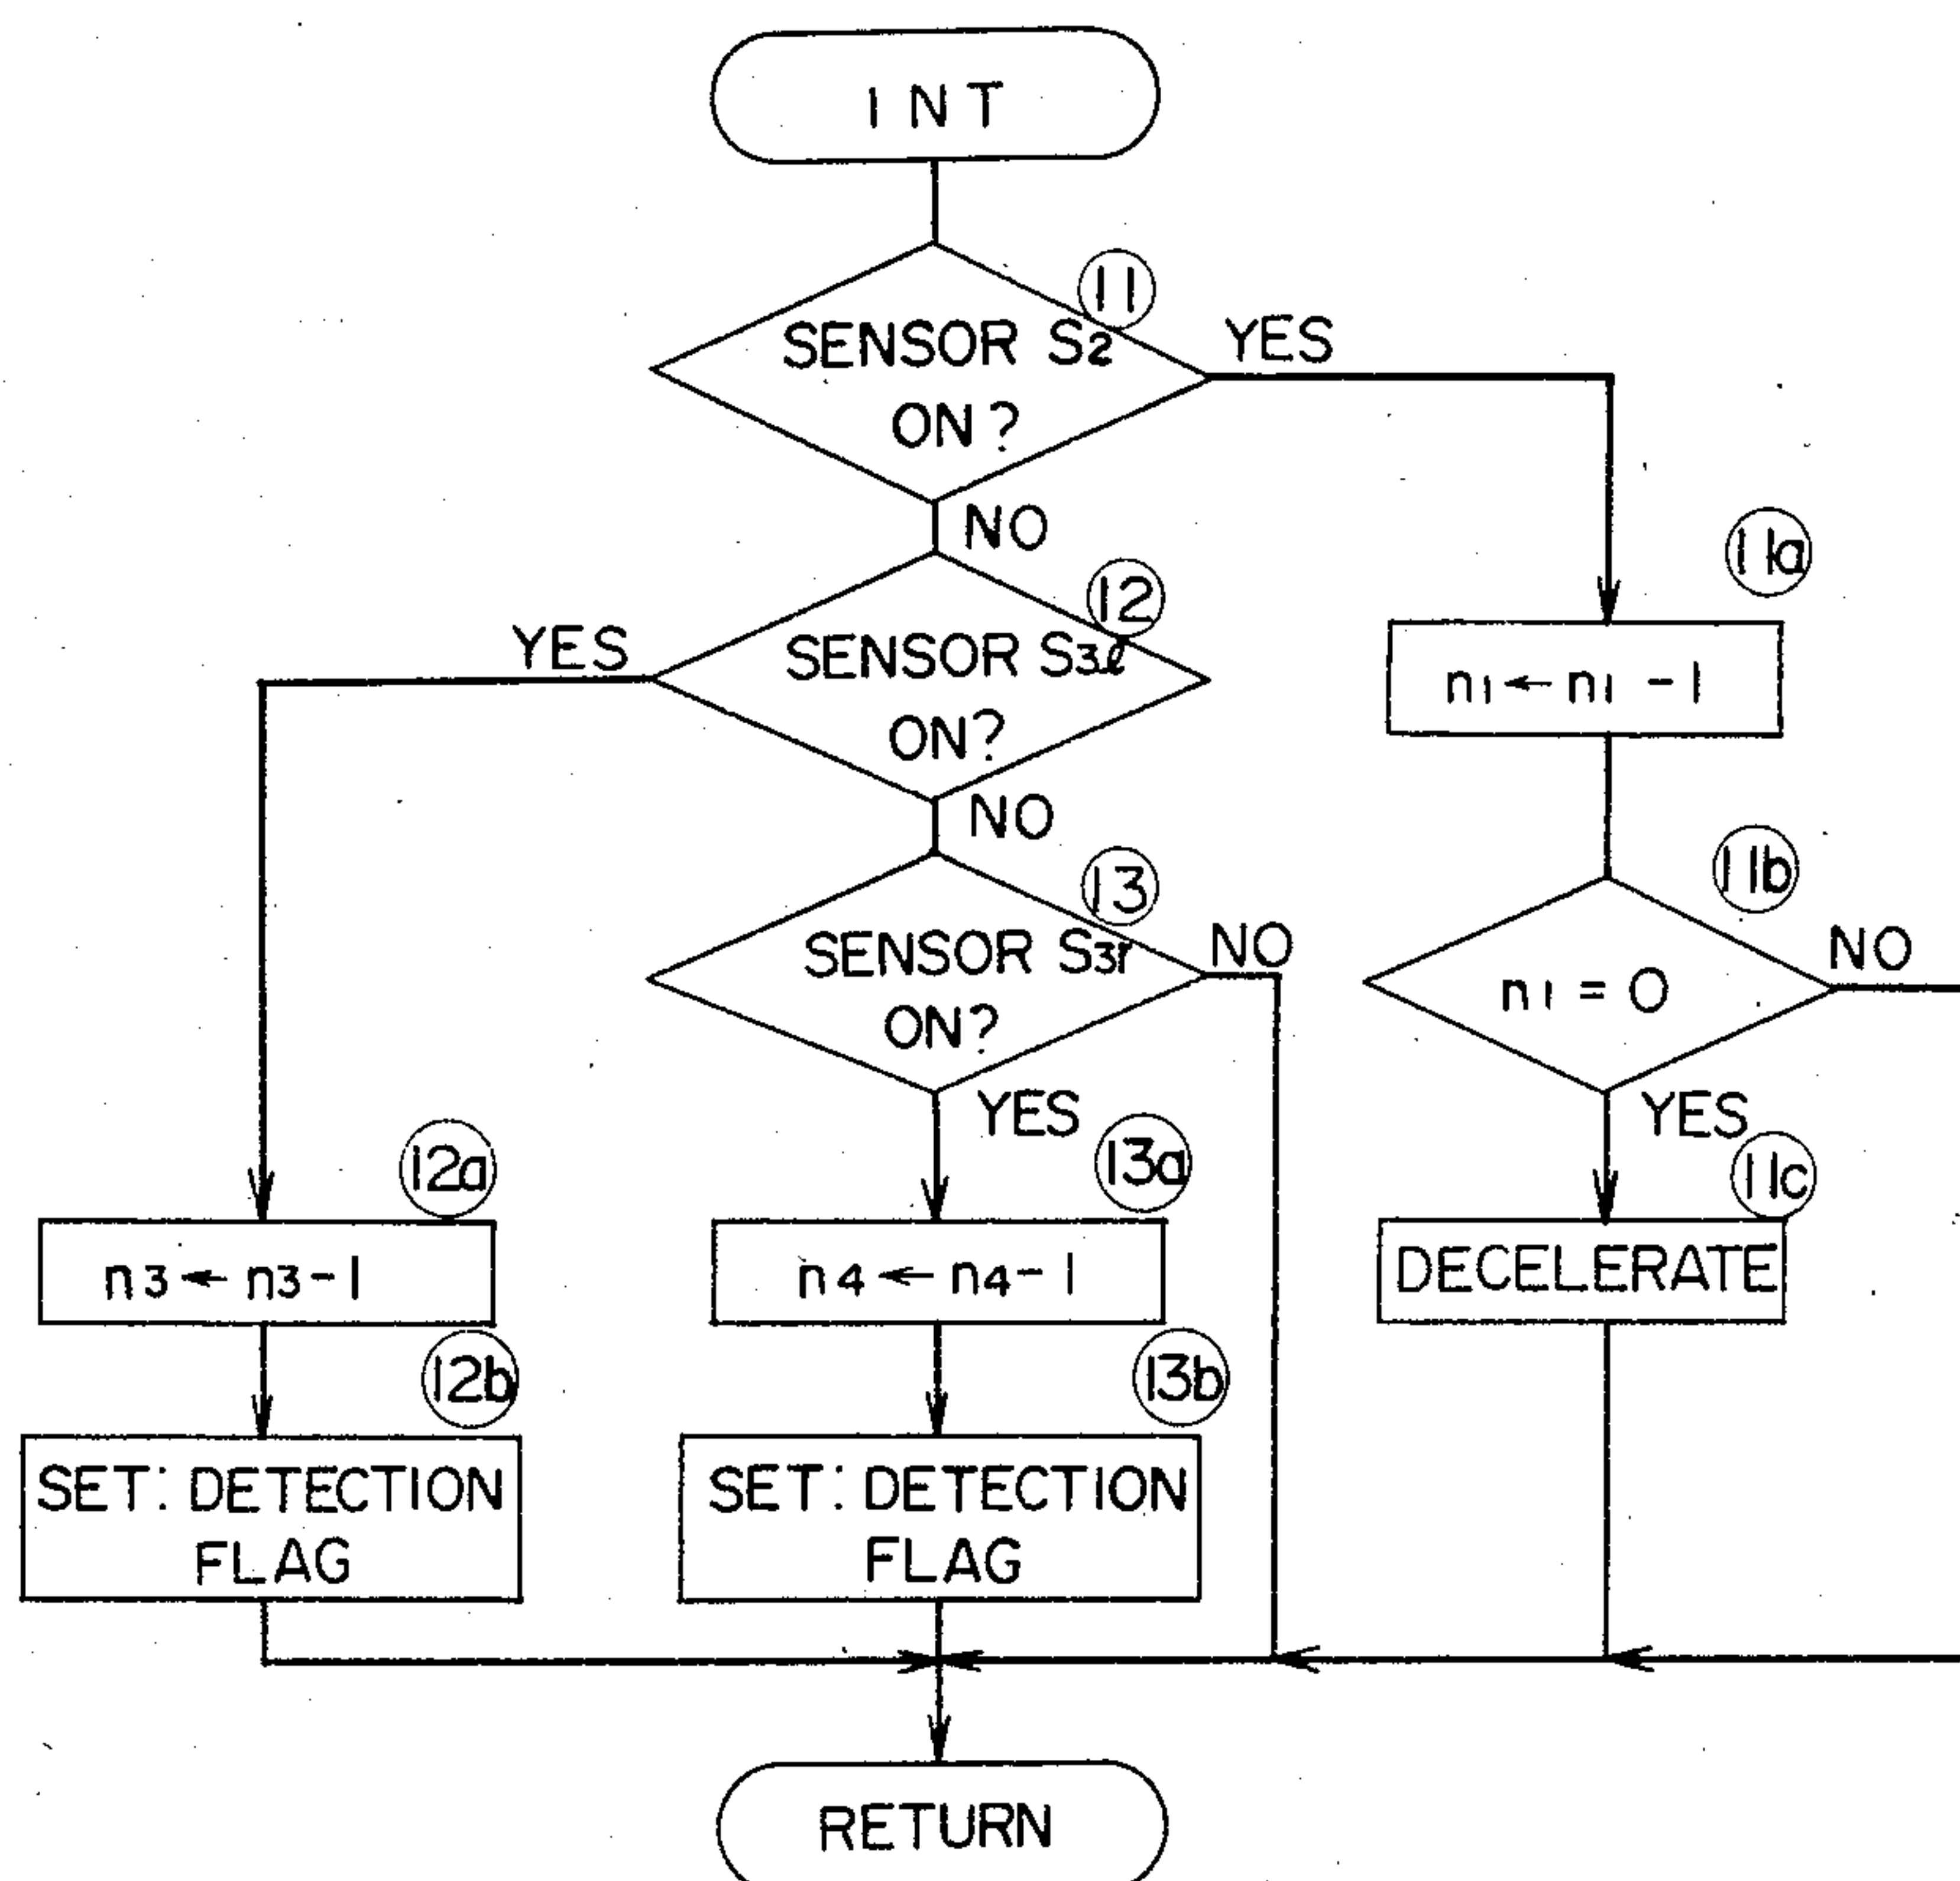 INT
11
SENSOR S2
ON?
YES
NO
11a
12
SENSOR S3ℓ
ON?
YES
n1←n1-1
NO
11b
13
SENSOR S3r
ON?
NO
n1=0
NO
YES
YES
12a
13a
11c
n3←n3-1
n4←n4-1
DECELERATE
12b
13b
SET: DETECTION
FLAG
SET: DETECTION
FLAG
RETURN